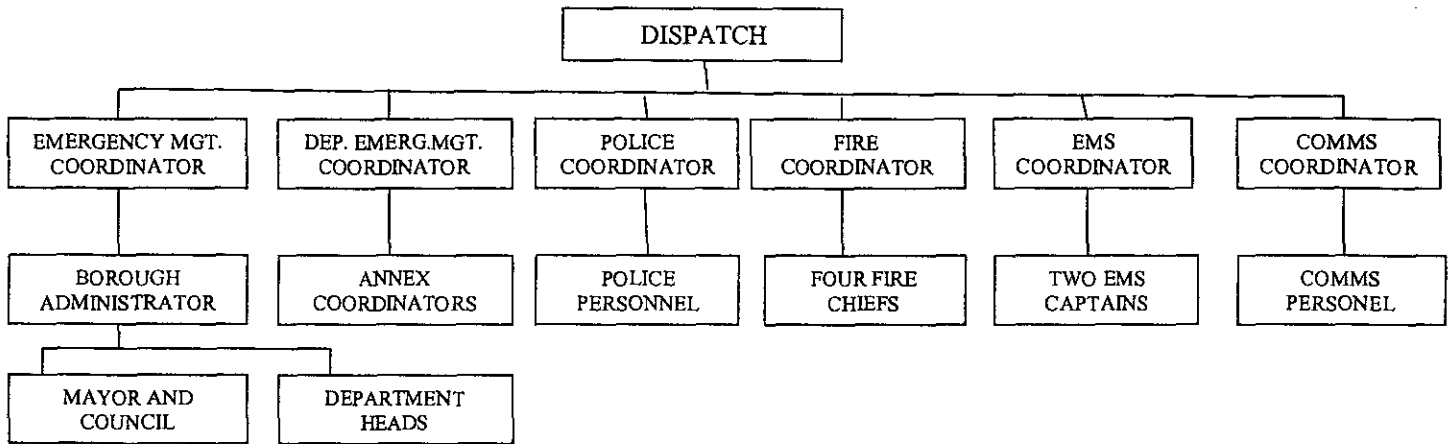 DISPATCH
EMERGENCY MGT.
COORDINATOR
DEP. EMERG.MGT.
COORDINATOR
POLICE
COORDINATOR
FIRE
COORDINATOR
EMS
COORDINATOR
COMMS
COORDINATOR
BOROUGH
ADMINISTRATOR
ANNEX
COORDINATORS
POLICE
PERSONNEL
FOUR FIRE
CHIEFS
TWO EMS
CAPTAINS
COMMS
PERSONEL
MAYOR AND
COUNCIL
DEPARTMENT
HEADS